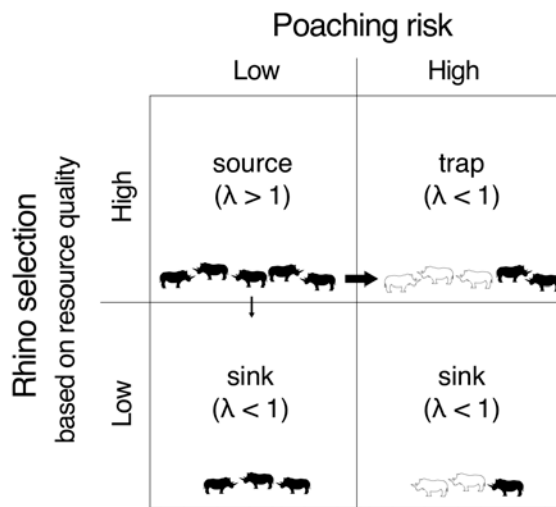 Poaching risk
Low
High
Rhino selection
based on resource quality
High
source
(λ > 1)
trap
(λ < 1)
Low
sink
(λ < 1)
sink
(λ < 1)